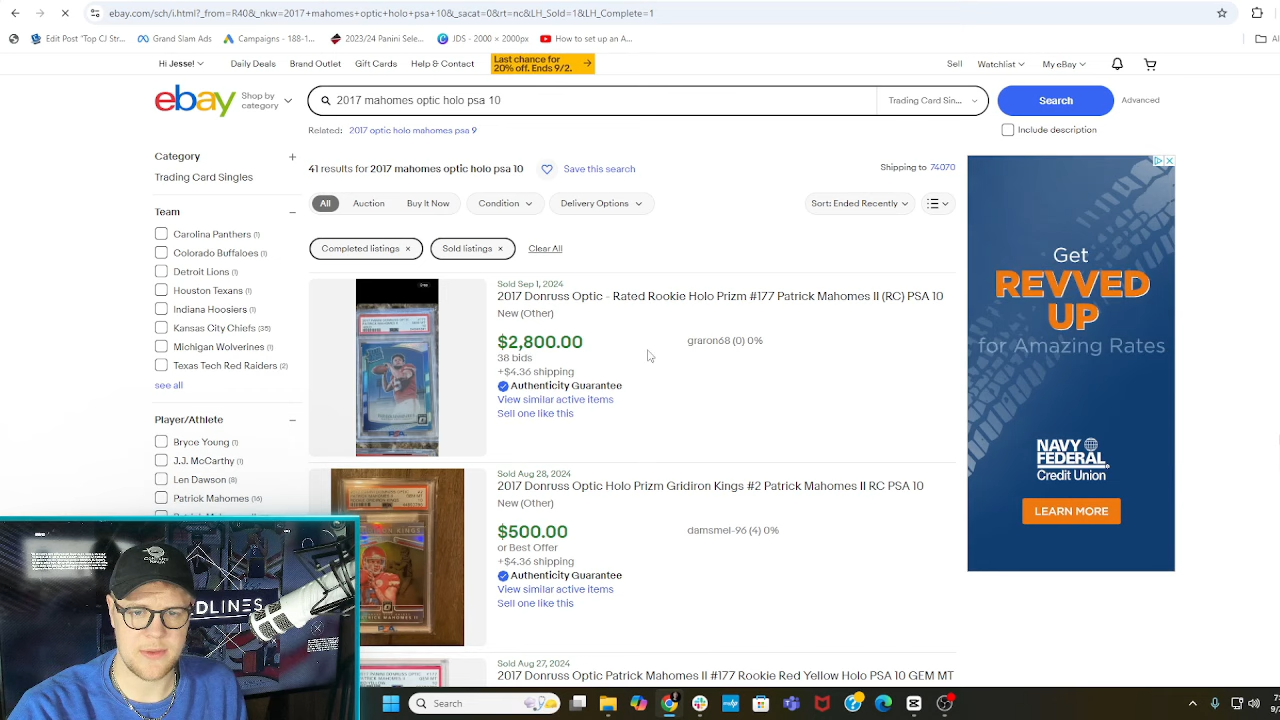 ebay.com/sch/i.html?_from=R40&_nkw=2017+mahomes+optic+holo+psa+10&_sacat=0&rt=nc&LH_Sold=1&LH_Complete=1
Edit Post "Top CJ Str...
Grand Slam Ads
Campaigns - 188-1...
2023/24 Panini Selec...
JDS - 2000 × 2000px
How to set up an A...
Al
Hi Jesse!
Daily Deals
Brand Outlet
Gift Cards
Help & Contact
Last chance for
20% off. Ends 9/2.
Sell
Watchlist
My eBay
ebay
Shop by
category
2017 mahomes optic holo psa 10
Trading Card Sin...
Search
Advanced
Related:
2017 optic holo mahomes psa 9
Include description
Category
Trading Card Singles
41 results for 2017 mahomes optic holo psa 10
Save this search
Shipping to 74070
All
Auction
Buy It Now
Condition
Delivery Options
Sort: Ended Recently
Team
Carolina Panthers (1)
Colorado Buffaloes (1)
Detroit Lions (1)
Houston Texans (1)
Indiana Hoosiers (1)
Kansas City Chiefs (35)
Michigan Wolverines (1)
Texas Tech Red Raiders (2)
see all
Player/Athlete
Bryce Young (1)
J.J. McCarthy (1)
Len Dawson (8)
Patrick Mahomes (16)
Completed listings ×
Sold listings ×
Clear All
Sold Sep 1, 2024
2017 Donruss Optic - Rated Rookie Holo Prizm #177 Patrick Mahomes II (RC) PSA 10
New (Other)
$2,800.00
38 bids
+$4.36 shipping
Authenticity Guarantee
View similar active items
Sell one like this
graron68 (0) 0%
Sold Aug 28, 2024
2017 Donruss Optic Holo Prizm Gridiron Kings #2 Patrick Mahomes II RC PSA 10
New (Other)
$500.00
or Best Offer
+$4.36 shipping
Authenticity Guarantee
View similar active items
Sell one like this
damsmel-96 (4) 0%
Sold Aug 27, 2024
2017 Donruss Optic Patrick Mahomes II #177 Rookie Red Yellow Holo PSA 10 GEM MT
Get
REVVED
UP
for Amazing Rates
NAVY
FEDERAL
Credit Union
LEARN MORE
DLINE
Search